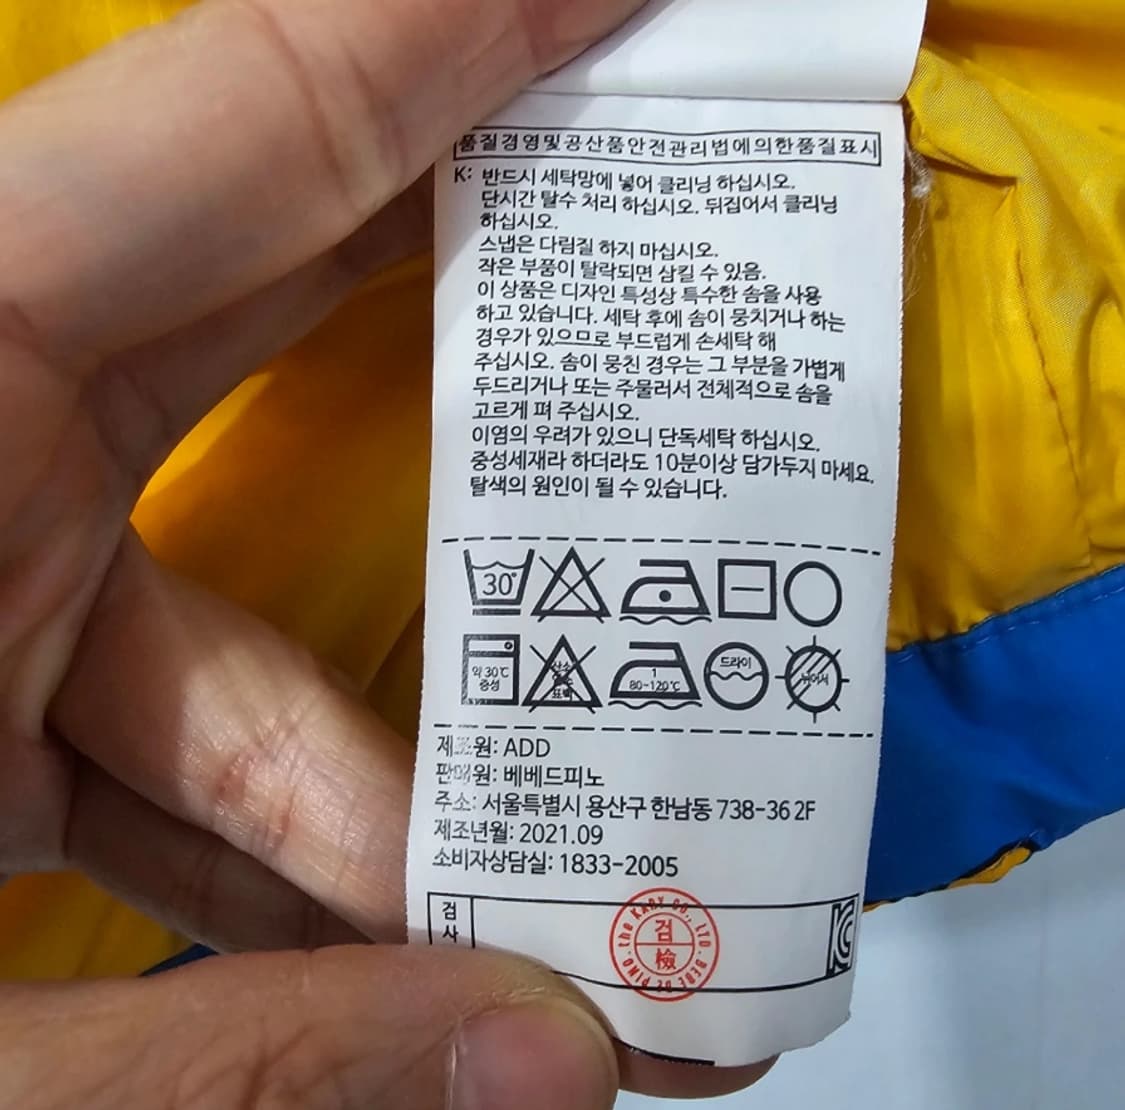 품질경영및공산품안전관리법에의한품질표시
K: 반드시 세탁망에 넣어 클리닝 하십시오.
단시간 탈수 처리 하십시오. 뒤집어서 클리닝
하십시오.
스냅은 다림질 하지 마십시오.
작은 부품이 탈락되면 삼킬 수 있음.
이 상품은 디자인 특성상 특수한 솜을 사용
하고 있습니다. 세탁 후에 솜이 뭉치거나 하는
경우가 있으므로 부드럽게 손세탁 해
주십시오. 솜이 뭉친 경우는 그 부분을 가볍게
두드리거나 또는 주물러서 전체적으로 솜을
고르게 펴 주십시오.
이염의 우려가 있으니 단독세탁 하십시오.
중성세재라 하더라도 10분이상 담가두지 마세요.
탈색의 원인이 될 수 있습니다.
30°
약 30℃
중성
산소
표백
1
80~120℃
드라이
뉘어서
제조원: ADD
판매원: 베베드피노
주소: 서울특별시 용산구 한남동 738-36 2F
제조년월: 2021.09
소비자상담실: 1833-2005
검
사
the KARY CO., LTD. BEBE DE PINO.
검
檢
KC